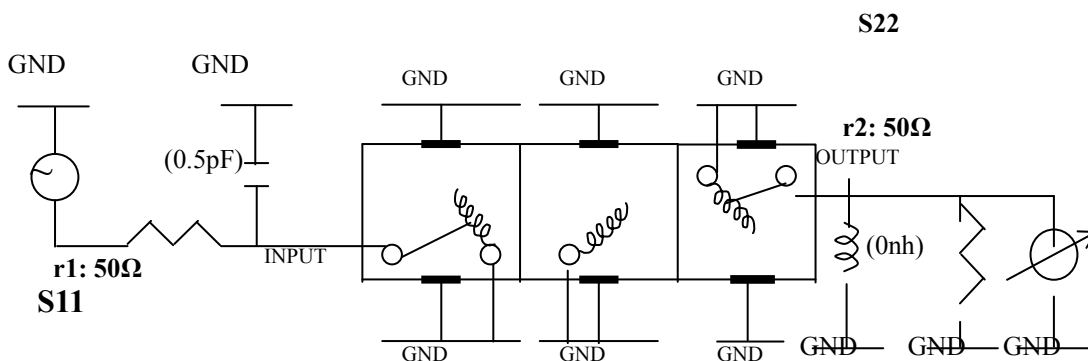 S22
GND
GND
GND
GND
GND
r2: 50Ω
(0.5pF)
OUTPUT
INPUT
(0nh)
r1: 50Ω
S11
GND
GND
GND
GND
GND
GND